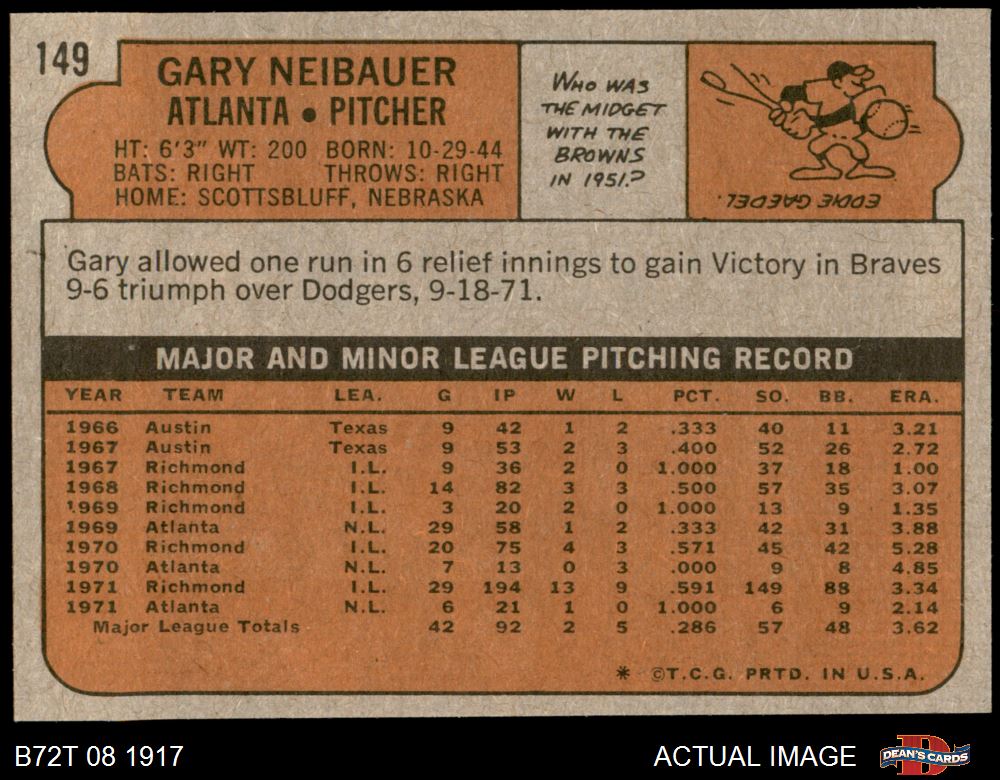 149
GARY NEIBAUER
ATLANTA • PITCHER
HT: 6'3" WT: 200 BORN: 10-29-44
BATS: RIGHT THROWS: RIGHT
HOME: SCOTTSBLUFF, NEBRASKA
WHO WAS
THE MIDGET
WITH THE
BROWNS
IN 1951?
EDDIE GAEDEL.
Gary allowed one run in 6 relief innings to gain Victory in Braves
9-6 triumph over Dodgers, 9-18-71.
MAJOR AND MINOR LEAGUE PITCHING RECORD
YEAR TEAM LEA. G IP W L PCT. SO. BB. ERA.
1966 Austin Texas 9 42 1 2 .333 40 11 3.21
1967 Austin Texas 9 53 2 3 .400 52 26 2.72
1967 Richmond I.L. 9 36 2 0 1.000 37 18 1.00
1968 Richmond I.L. 14 82 3 3 .500 57 35 3.07
1969 Richmond I.L. 3 20 2 0 1.000 13 9 1.35
1969 Atlanta N.L. 29 58 1 2 .333 42 31 3.88
1970 Richmond I.L. 20 75 4 3 .571 45 42 5.28
1970 Atlanta N.L. 7 13 0 3 .000 9 8 4.85
1971 Richmond I.L. 29 194 13 9 .591 149 88 3.34
1971 Atlanta N.L. 6 21 1 0 1.000 6 9 2.14
Major League Totals 42 92 2 5 .286 57 48 3.62
* ©T.C.G. PRTD. IN U.S.A.
B72T 08 1917
ACTUAL IMAGE
DEAN'S CARDS